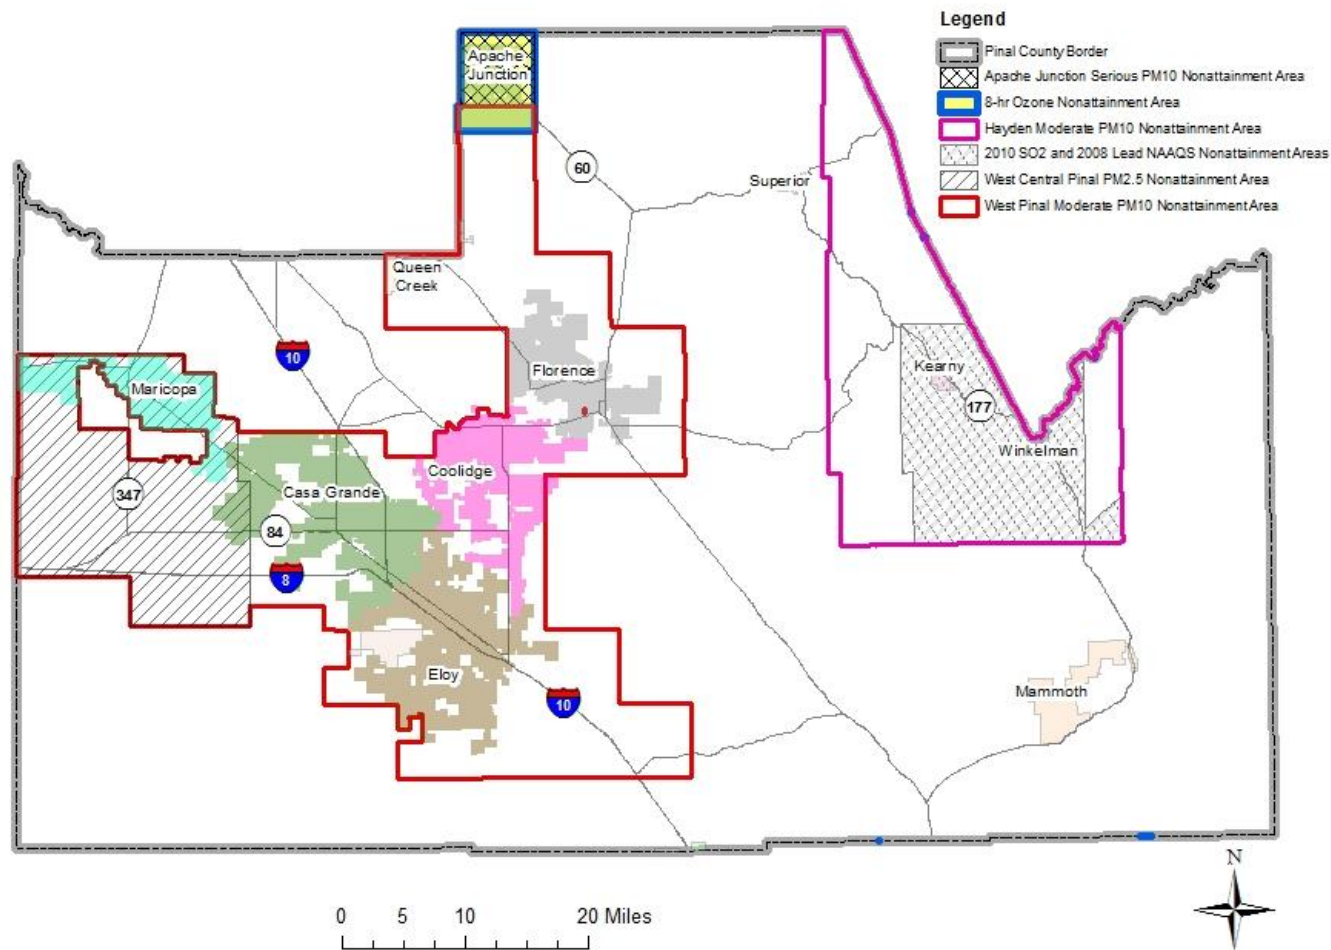 Legend
Pinal County Border
Apache Junction Serious PM10 Nonattainment Area
8-hr Ozone Nonattainment Area
Hayden Moderate PM10 Nonattainment Area
2010 SO2 and 2008 Lead NAAQS Nonattainment Areas
West Central Pinal PM2.5 Nonattainment Area
West Pinal Moderate PM10 Nonattainment Area
Apache
Junction
60
Superior
Queen
Creek
10
Florence
Kearny
Maricopa
177
Winkelman
Coolidge
347
Casa Grande
84
8
Eloy
10
Mammoth
N
0 5 10 20 Miles